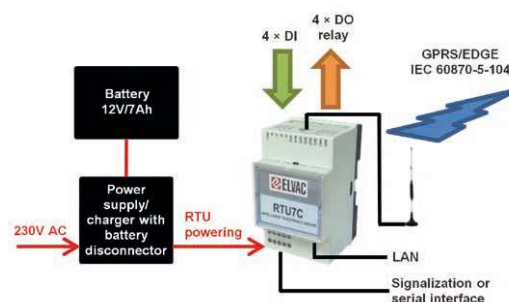 4 × DI
4 × DO
relay
GPRS/EDGE
IEC 60870-5-104
Battery
12V/7Ah
Power
supply/
charger with
battery
disconnector
230V AC
RTU
powering
ELVAC
RTU7C
LAN
Signalization or
serial interface